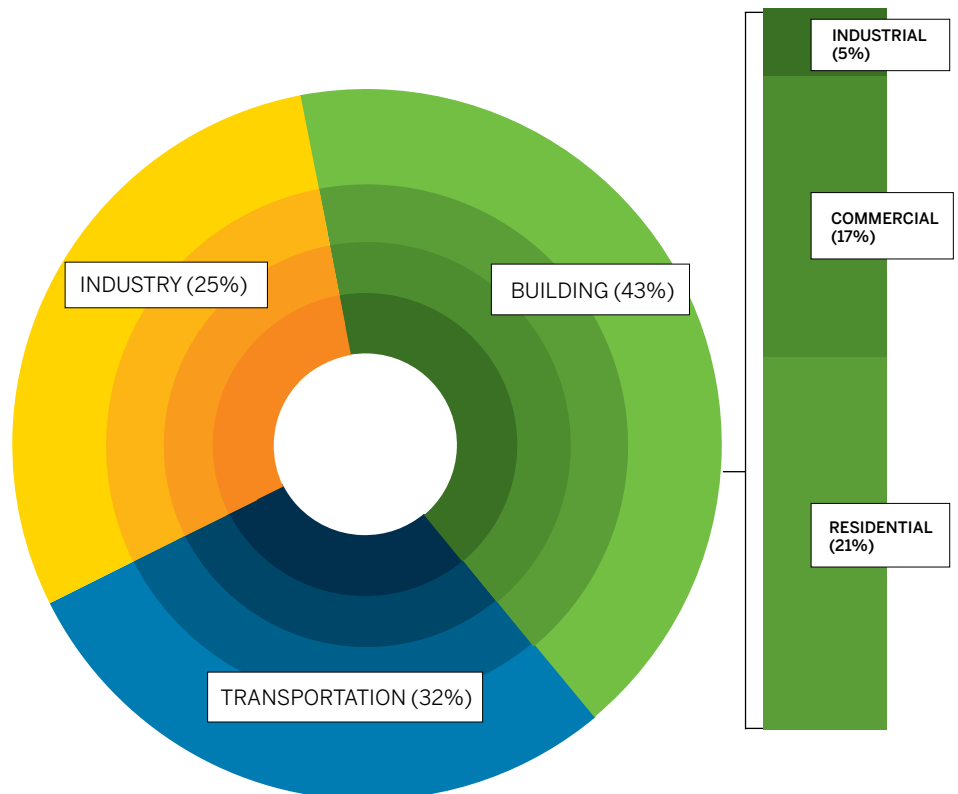 INDUSTRY (25%)
BUILDING (43%)
TRANSPORTATION (32%)
INDUSTRIAL
(5%)
COMMERCIAL
(17%)
RESIDENTIAL
(21%)